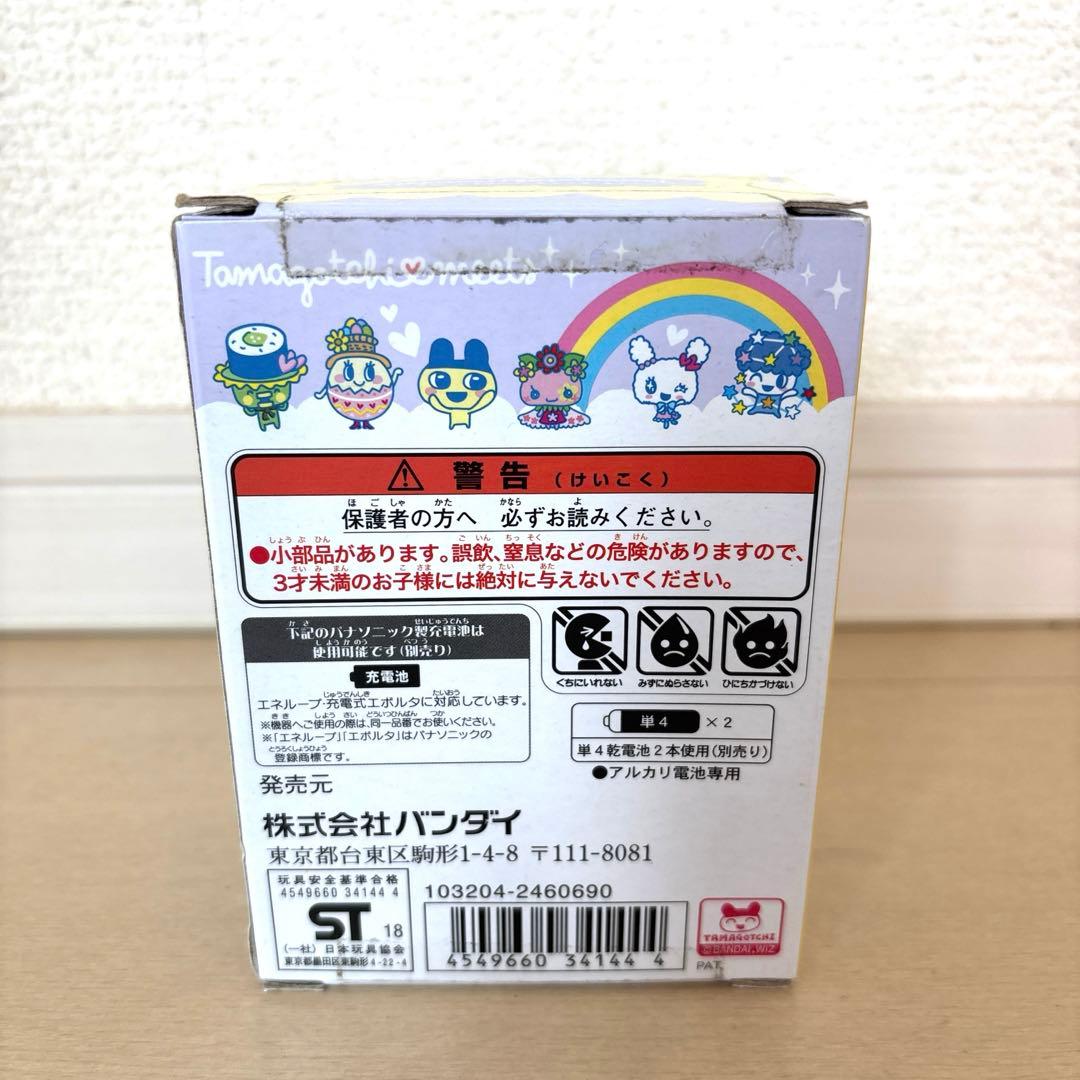 Tamagotchi meets
警告（けいこく）
保護者の方へ 必ずお読みください。
●小部品があります。誤飲、窒息などの危険がありますので、
3才未満のお子様には絶対に与えないでください。
下記のパナソニック製充電池は
使用可能です(別売り)
充電池
エネループ・充電式エボルタに対応しています。
※機器へご使用の際は、同一品番でお使いください。
※「エネループ」「エボルタ」はパナソニックの
登録商標です。
くちにいれない
みずにぬらさない
ひにちかづけない
単4 ×2
単4乾電池2本使用(別売り)
●アルカリ電池専用
発売元
株式会社バンダイ
東京都台東区駒形1-4-8 〒111-8081
玩具安全基準合格
4549660 34144 4
ST 18
(一社) 日本玩具協会
東京都墨田区東駒形4-22-4
103204-2460690
4549660 341444
TAMAGOTCHI
©BANDAI,WiZ
PAT.